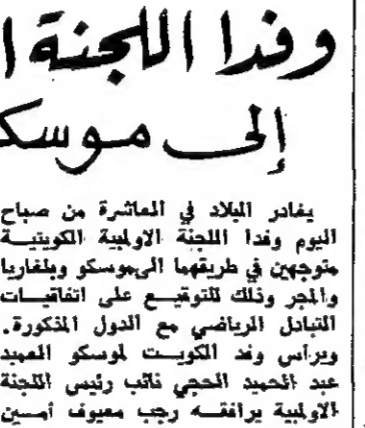 وفدا اللجنة ا
إلى موسك
يغادر البلاد في العاشرة من صباح
اليوم وفدا اللجنة الاولمبية الكويتية
متوجهين في طريقهما الى موسكو وبلغاريا
والمجر وذلك للتوقيع على اتفاقيات
التبادل الرياضي مع الدول المذكورة.
ويرأس وفد الكويت لموسكو العميد
عبد الحميد الحجي نائب رئيس اللجنة
الاولمبية يرافقه رجب معيوف أمين